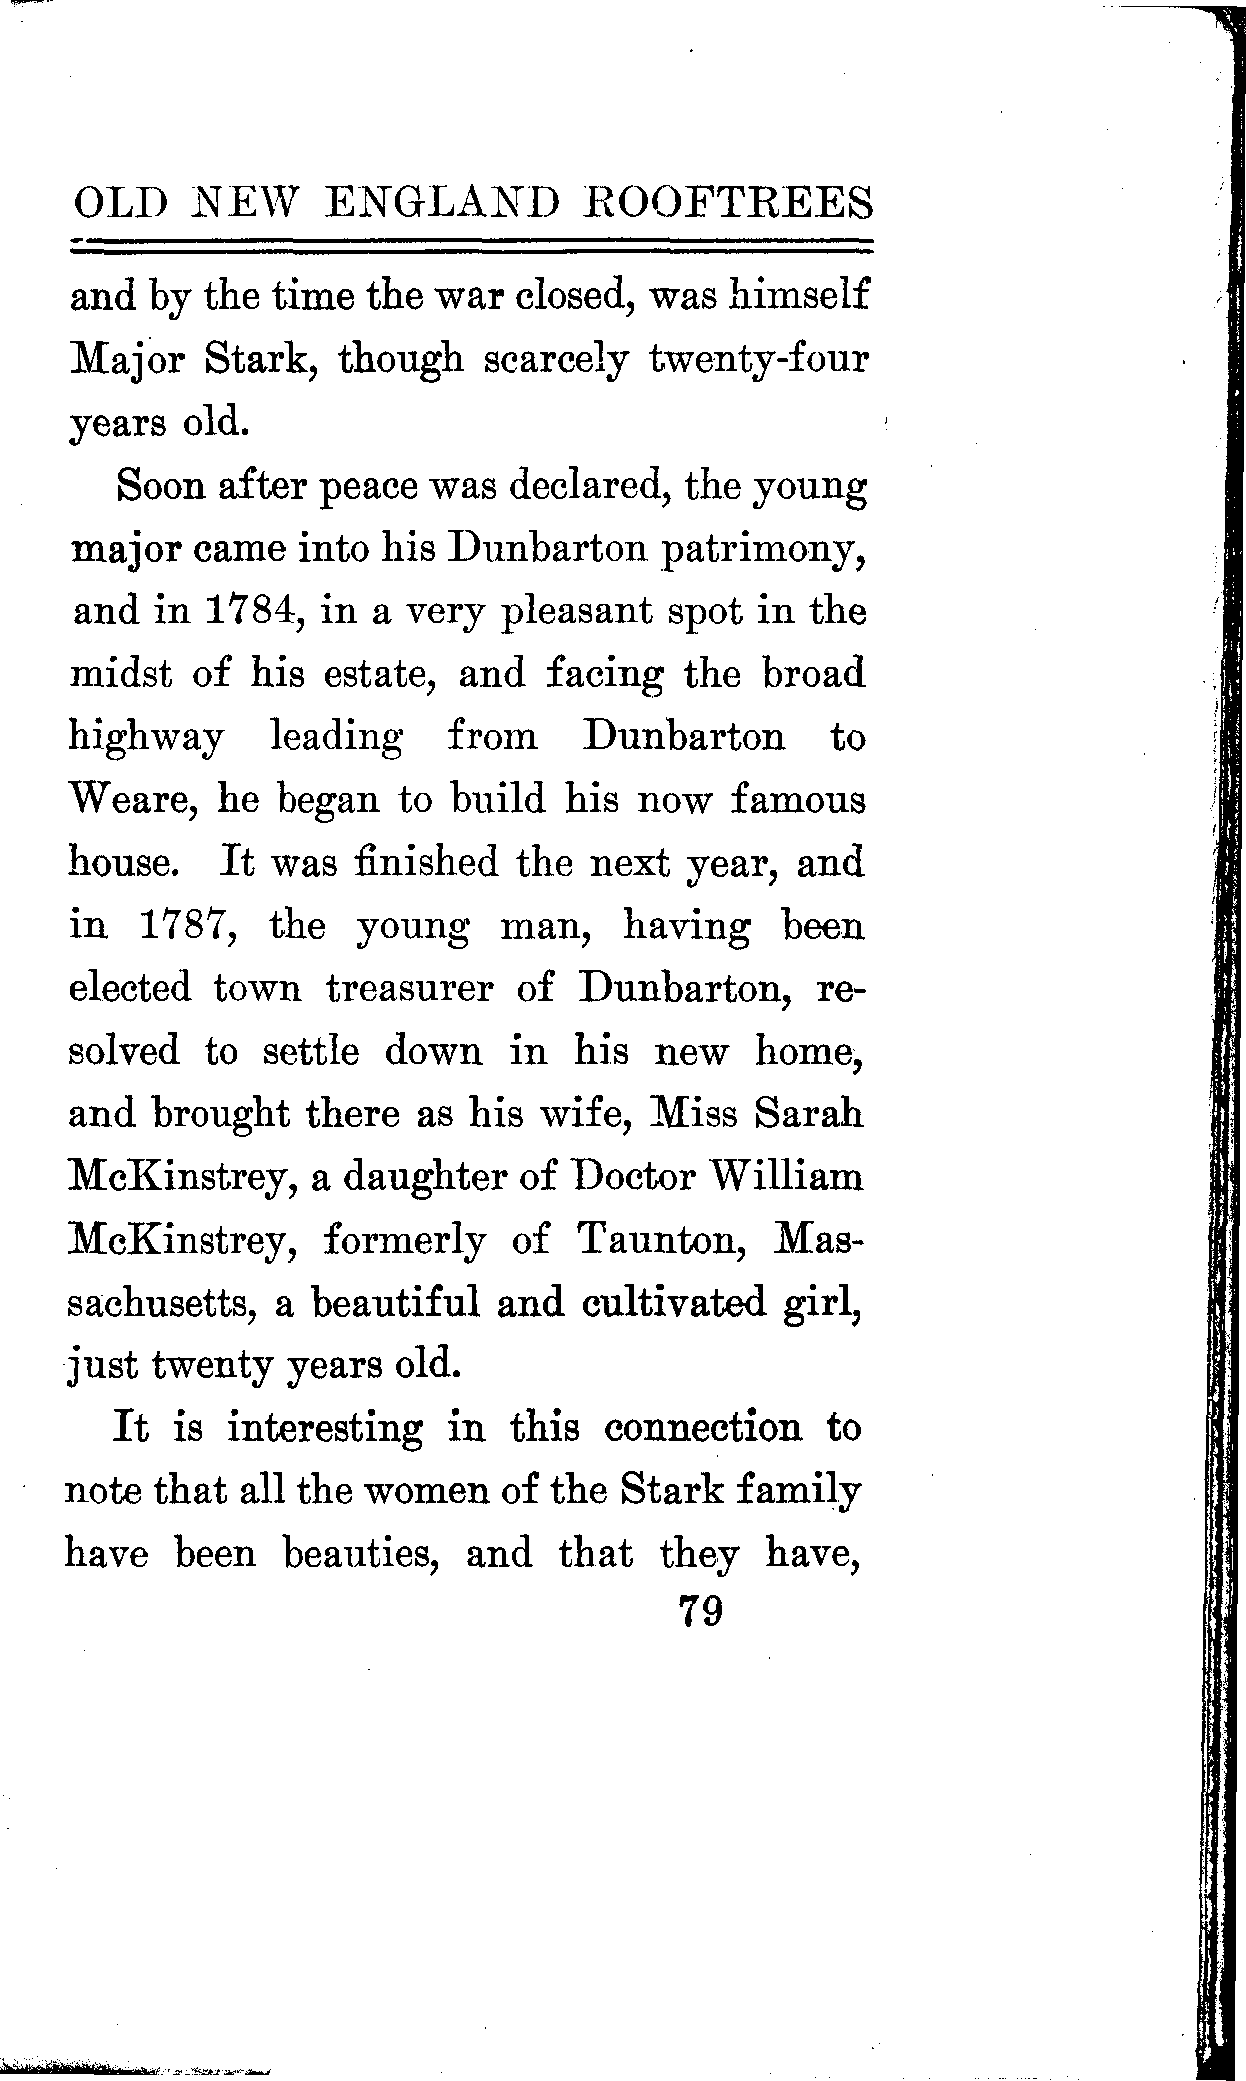 OLD NEW ENGLAND ROOFTREES
and by the time the war closed, was himself
Major Stark, though scarcely twenty-four
years old.
Soon after peace was declared, the young
major came into his Dunbarton patrimony,
and in 1784, in a very pleasant spot in the
midst of his estate, and facing the broad
highway leading from Dunbarton to
Weare, he began to build his now famous
house. It was finished the next year, and
in 1787, the young man, having been
elected town treasurer of Dunbarton, re-
solved to settle down in his new home,
and brought there as his wife, Miss Sarah
McKinstrey, a daughter of Doctor William
McKinstrey, formerly of Taunton, Mas-
sachusetts, a beautiful and cultivated girl,
just twenty years old.
It is interesting in this connection to
note that all the women of the Stark family
have been beauties, and that they have,
79